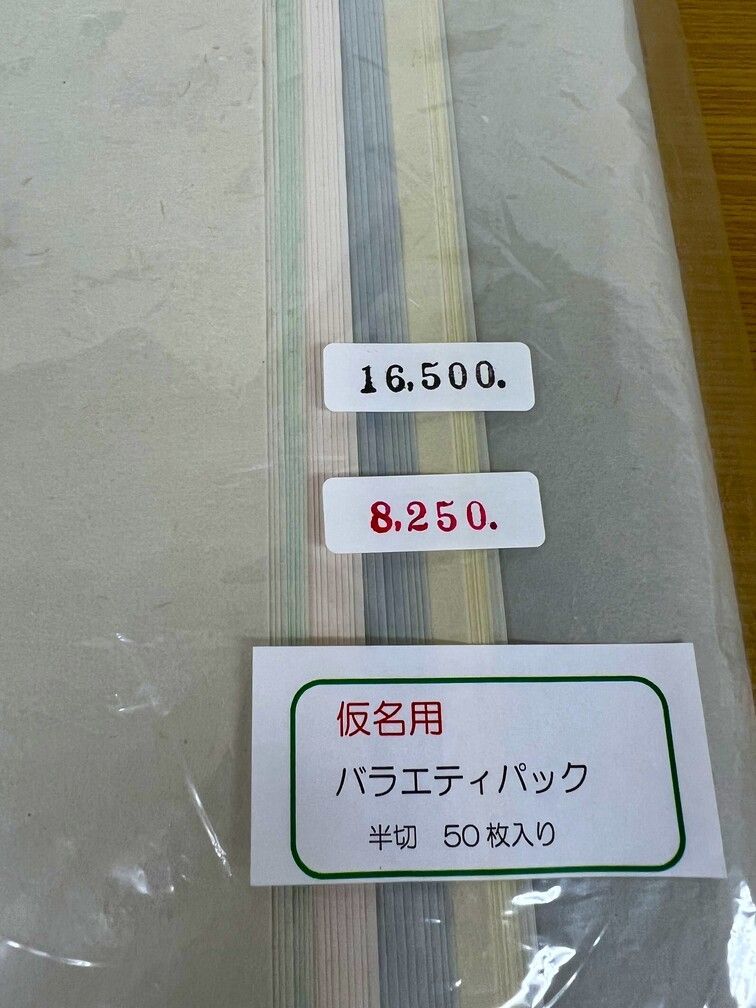 16,500.
8,250.
仮名用
バラエティパック
半切　50枚入り